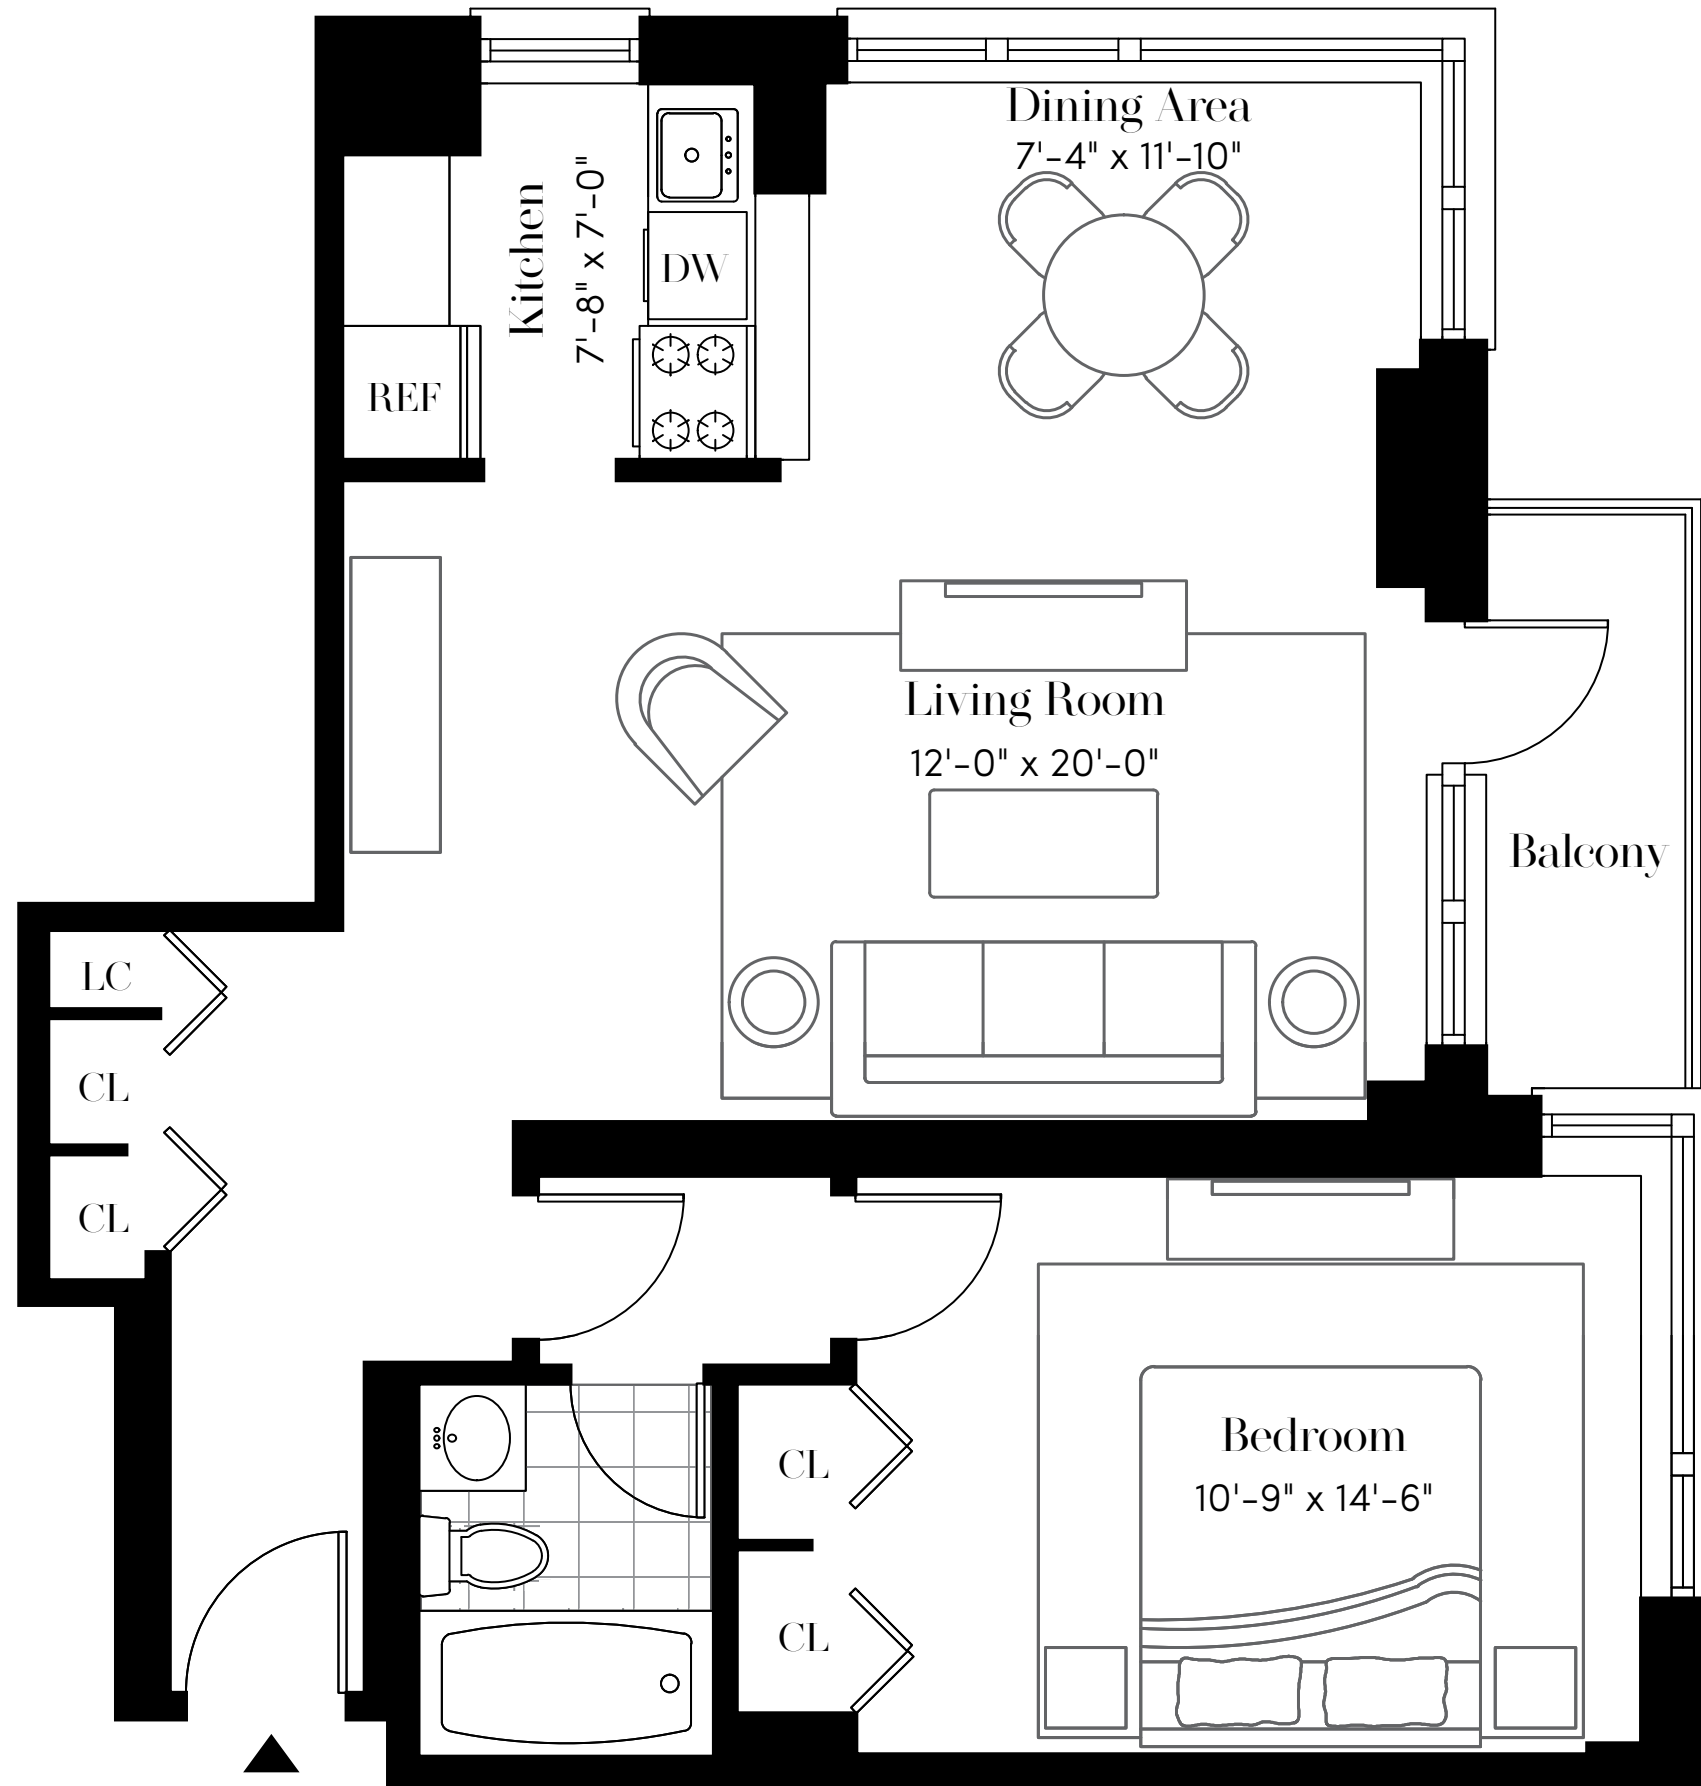 Dining Area
7'-4" x 11'-10"
Kitchen
7'-8" x 7'-0"
DW
REF
Living Room
12'-0" x 20'-0"
Balcony
LC
CL
CL
Bedroom
10'-9" x 14'-6"
CL
CL